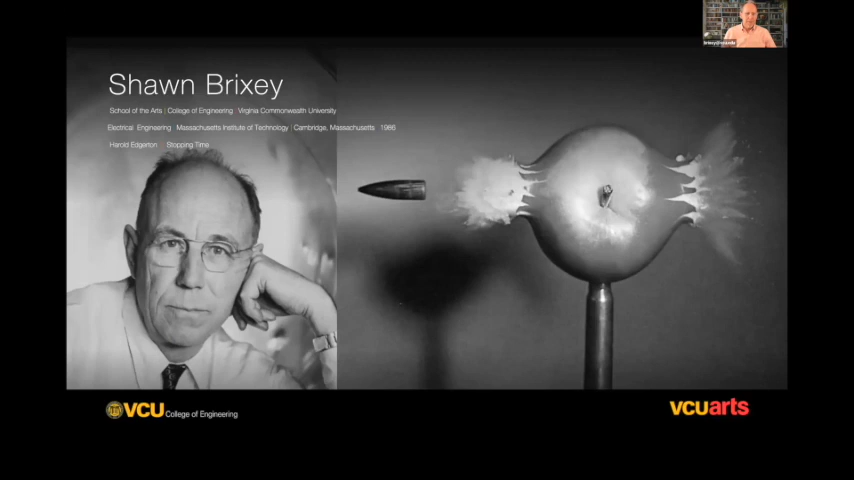 Shawn Brixey
School of the Arts | College of Engineering Virginia Commonwealth University
Electrical Engineering Massachusetts Institute of Technology | Cambridge, Massachusetts 1986
Harold Edgerton Stopping Time
VCU College of Engineering
vcuarts